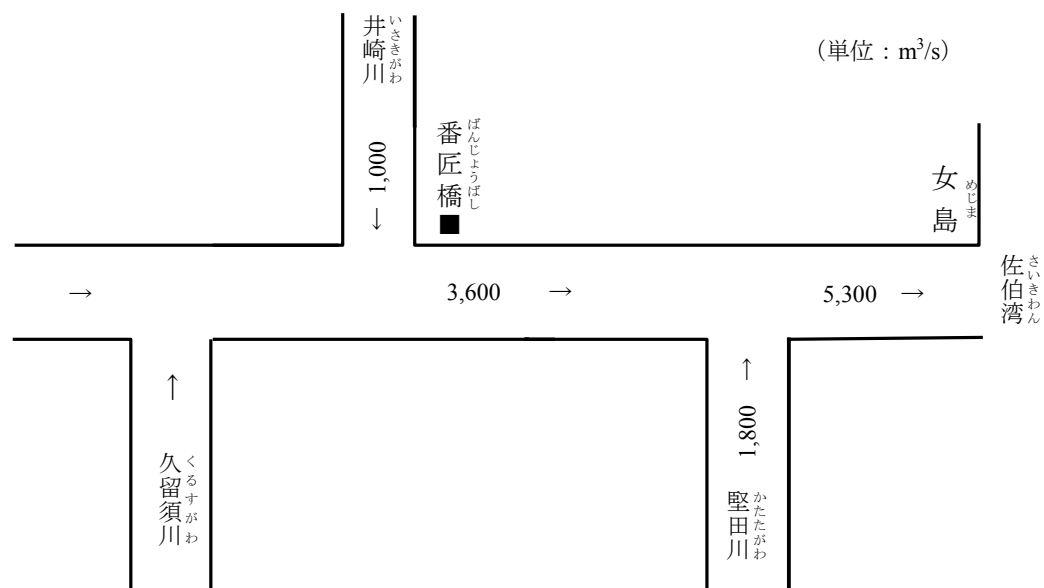 井崎川
いさきがわ
(単位:m³/s)
1,000
↓
番匠橋
ばんじょうばし
■
女島
めじま
→
3,600 →
5,300 →
佐伯湾
さいきわん
↑
久留須川
くるすがわ
↑
1,800
堅田川
かたたがわ